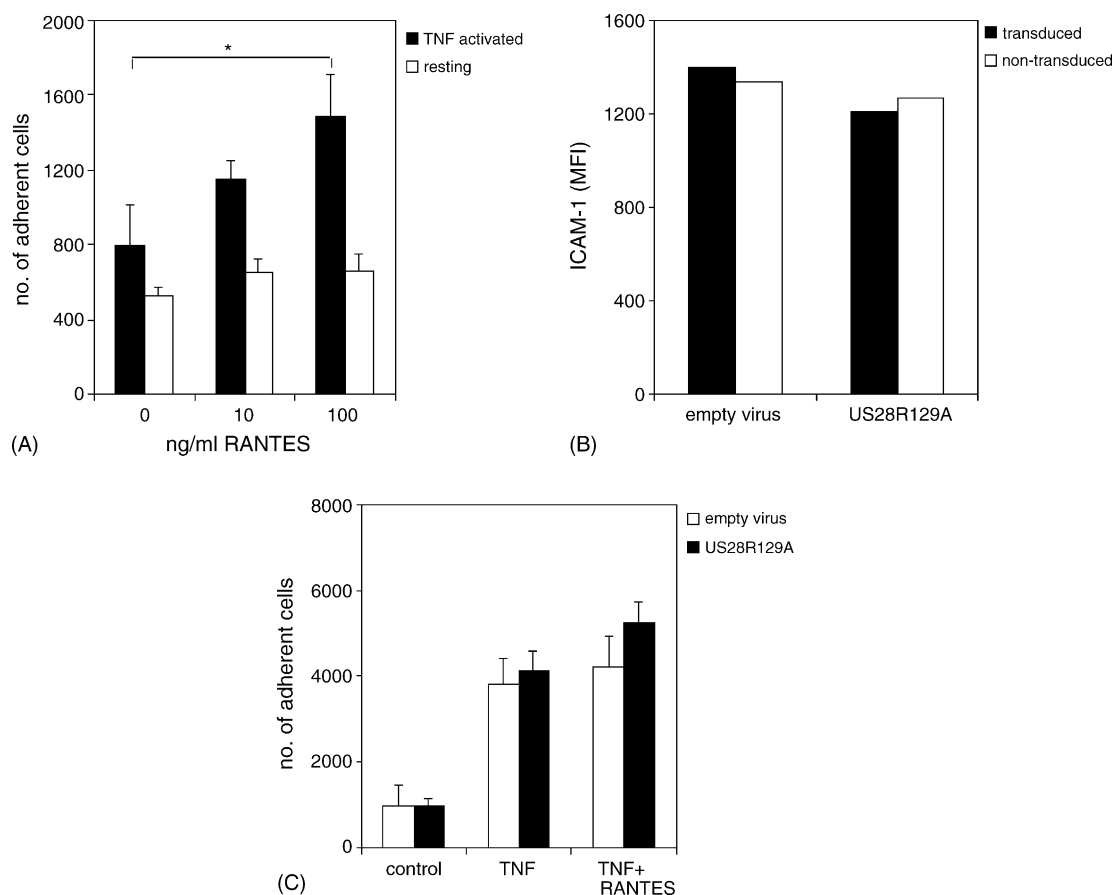 2000
1600
1200
800
400
0
no. of adherent cells
*
TNF activated
resting
0 10 100
ng/ml RANTES
(A)
1600
1200
800
400
0
ICAM-1 (MFI)
transduced
non-transduced
empty virus US28R129A
(B)
8000
6000
4000
2000
0
no. of adherent cells
empty virus
US28R129A
control TNF TNF+
RANTES
(C)